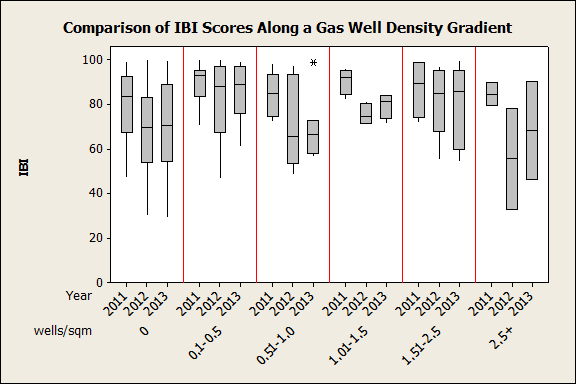 Comparison of IBI Scores Along a Gas Well Density Gradient
100
80
60
40
20
0
IBI
Year 2011 2012 2013 2011 2012 2013 2011 2012 2013 2011 2012 2013 2011 2012 2013 2011 2012 2013
wells/sqm 0 0.1-0.5 0.51-1.0 1.01-1.5 1.51-2.5 2.5+